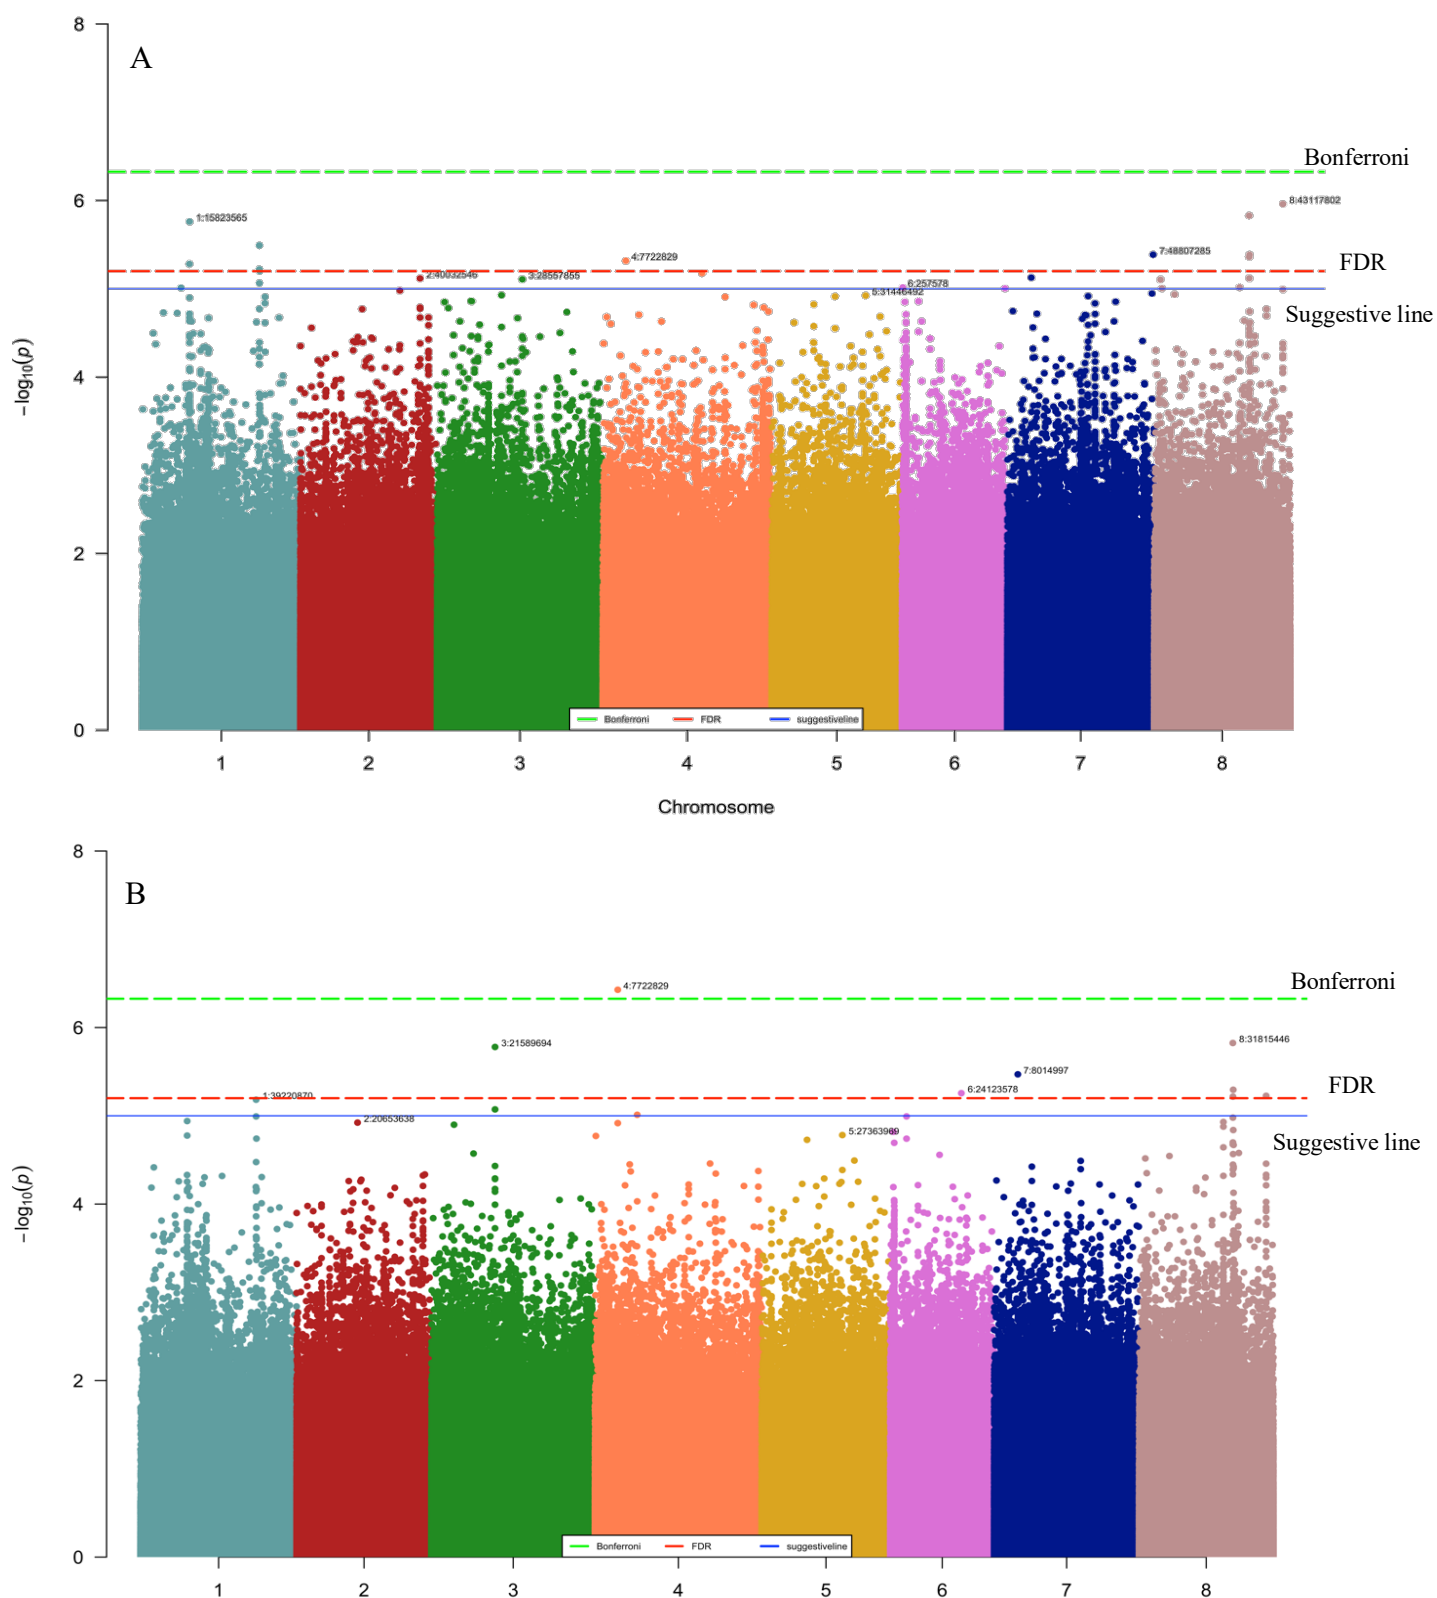 8
A
Bonferroni
6
8:43117802
1:15823565
7:48807285
4:7722829
FDR
2:40032546
3:28557855
6:257578
5:31446492
Suggestive line
4
−log10(p)
2
Bonferroni FDR suggestiveline
0
1 2 3 4 5 6 7 8
Chromosome
8
B
Bonferroni
4:7722829
6
3:21589694
8:31815446
7:8014997
FDR
6:24123578
1:39220870
2:20653638
5:27363969
Suggestive line
4
−log10(p)
2
Bonferroni FDR suggestiveline
0
1 2 3 4 5 6 7 8